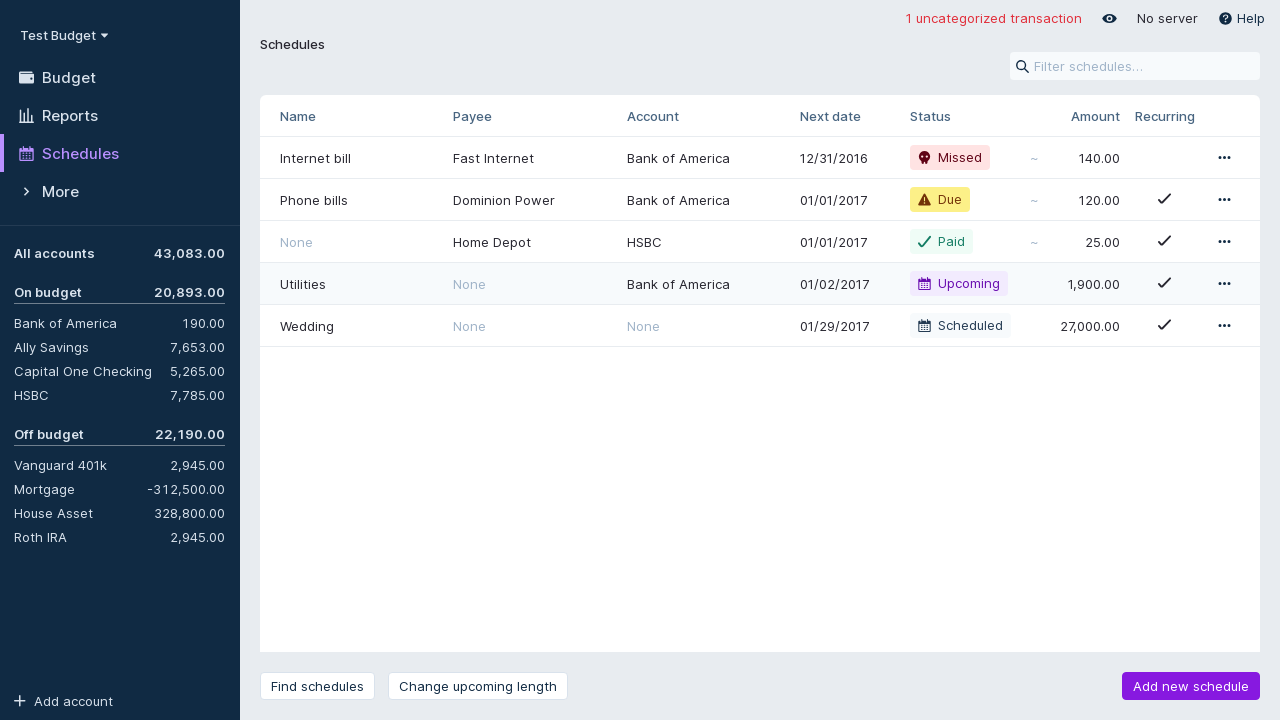 1 uncategorized transaction No server Help
Test Budget
Schedules
Filter schedules…
Budget
Reports
Schedules
More
All accounts 43,083.00
On budget 20,893.00
Bank of America 190.00
Ally Savings 7,653.00
Capital One Checking 5,265.00
HSBC 7,785.00
Off budget 22,190.00
Vanguard 401k 2,945.00
Mortgage -312,500.00
House Asset 328,800.00
Roth IRA 2,945.00
Add account
Name Payee Account Next date Status Amount Recurring
Internet bill Fast Internet Bank of America 12/31/2016 Missed ~ 140.00
Phone bills Dominion Power Bank of America 01/01/2017 Due ~ 120.00
None Home Depot HSBC 01/01/2017 Paid ~ 25.00
Utilities None Bank of America 01/02/2017 Upcoming 1,900.00
Wedding None None 01/29/2017 Scheduled 27,000.00
Find schedules Change upcoming length Add new schedule